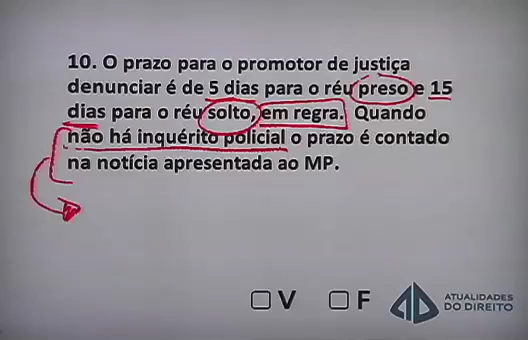 10. O prazo para o promotor de justiça
denunciar é de 5 dias para o réu preso e 15
dias para o réu solto, em regra. Quando
não há inquérito policial o prazo é contado
na notícia apresentada ao MP.
V F
ATUALIDADES
DO DIREITO